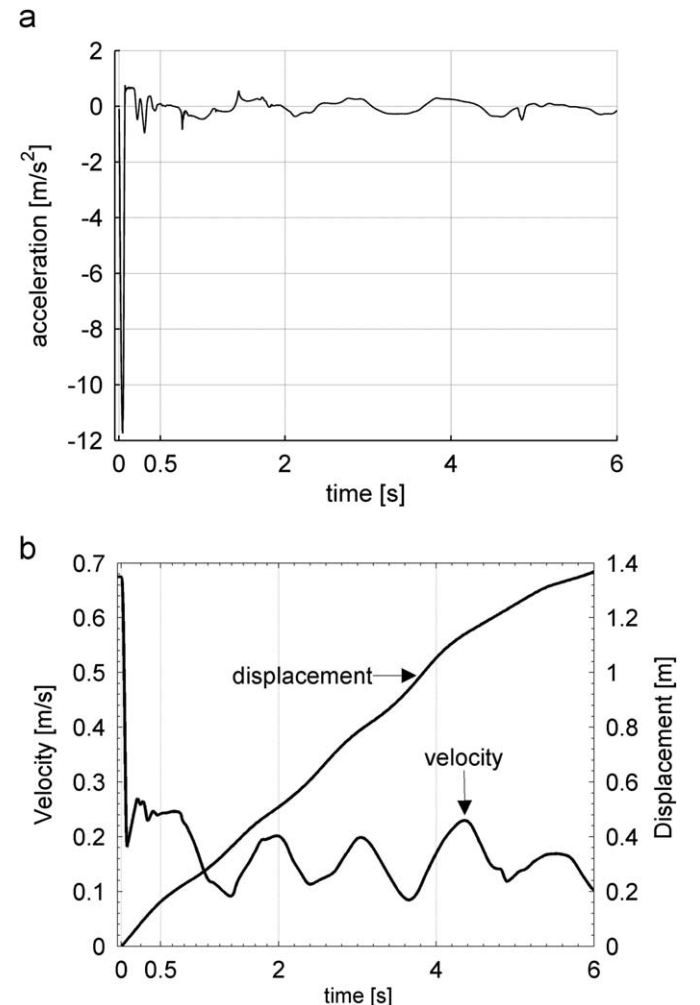 a
acceleration [m/s²]
2
0
-2
-4
-6
-8
-10
-12
0 0.5 2 4 6
time [s]
b
Velocity [m/s]
0.7
0.6
0.5
0.4
0.3
0.2
0.1
0
displacement
velocity
1.4
1.2
1
0.8
0.6
0.4
0.2
0
Displacement [m]
0 0.5 2 4 6
time [s]